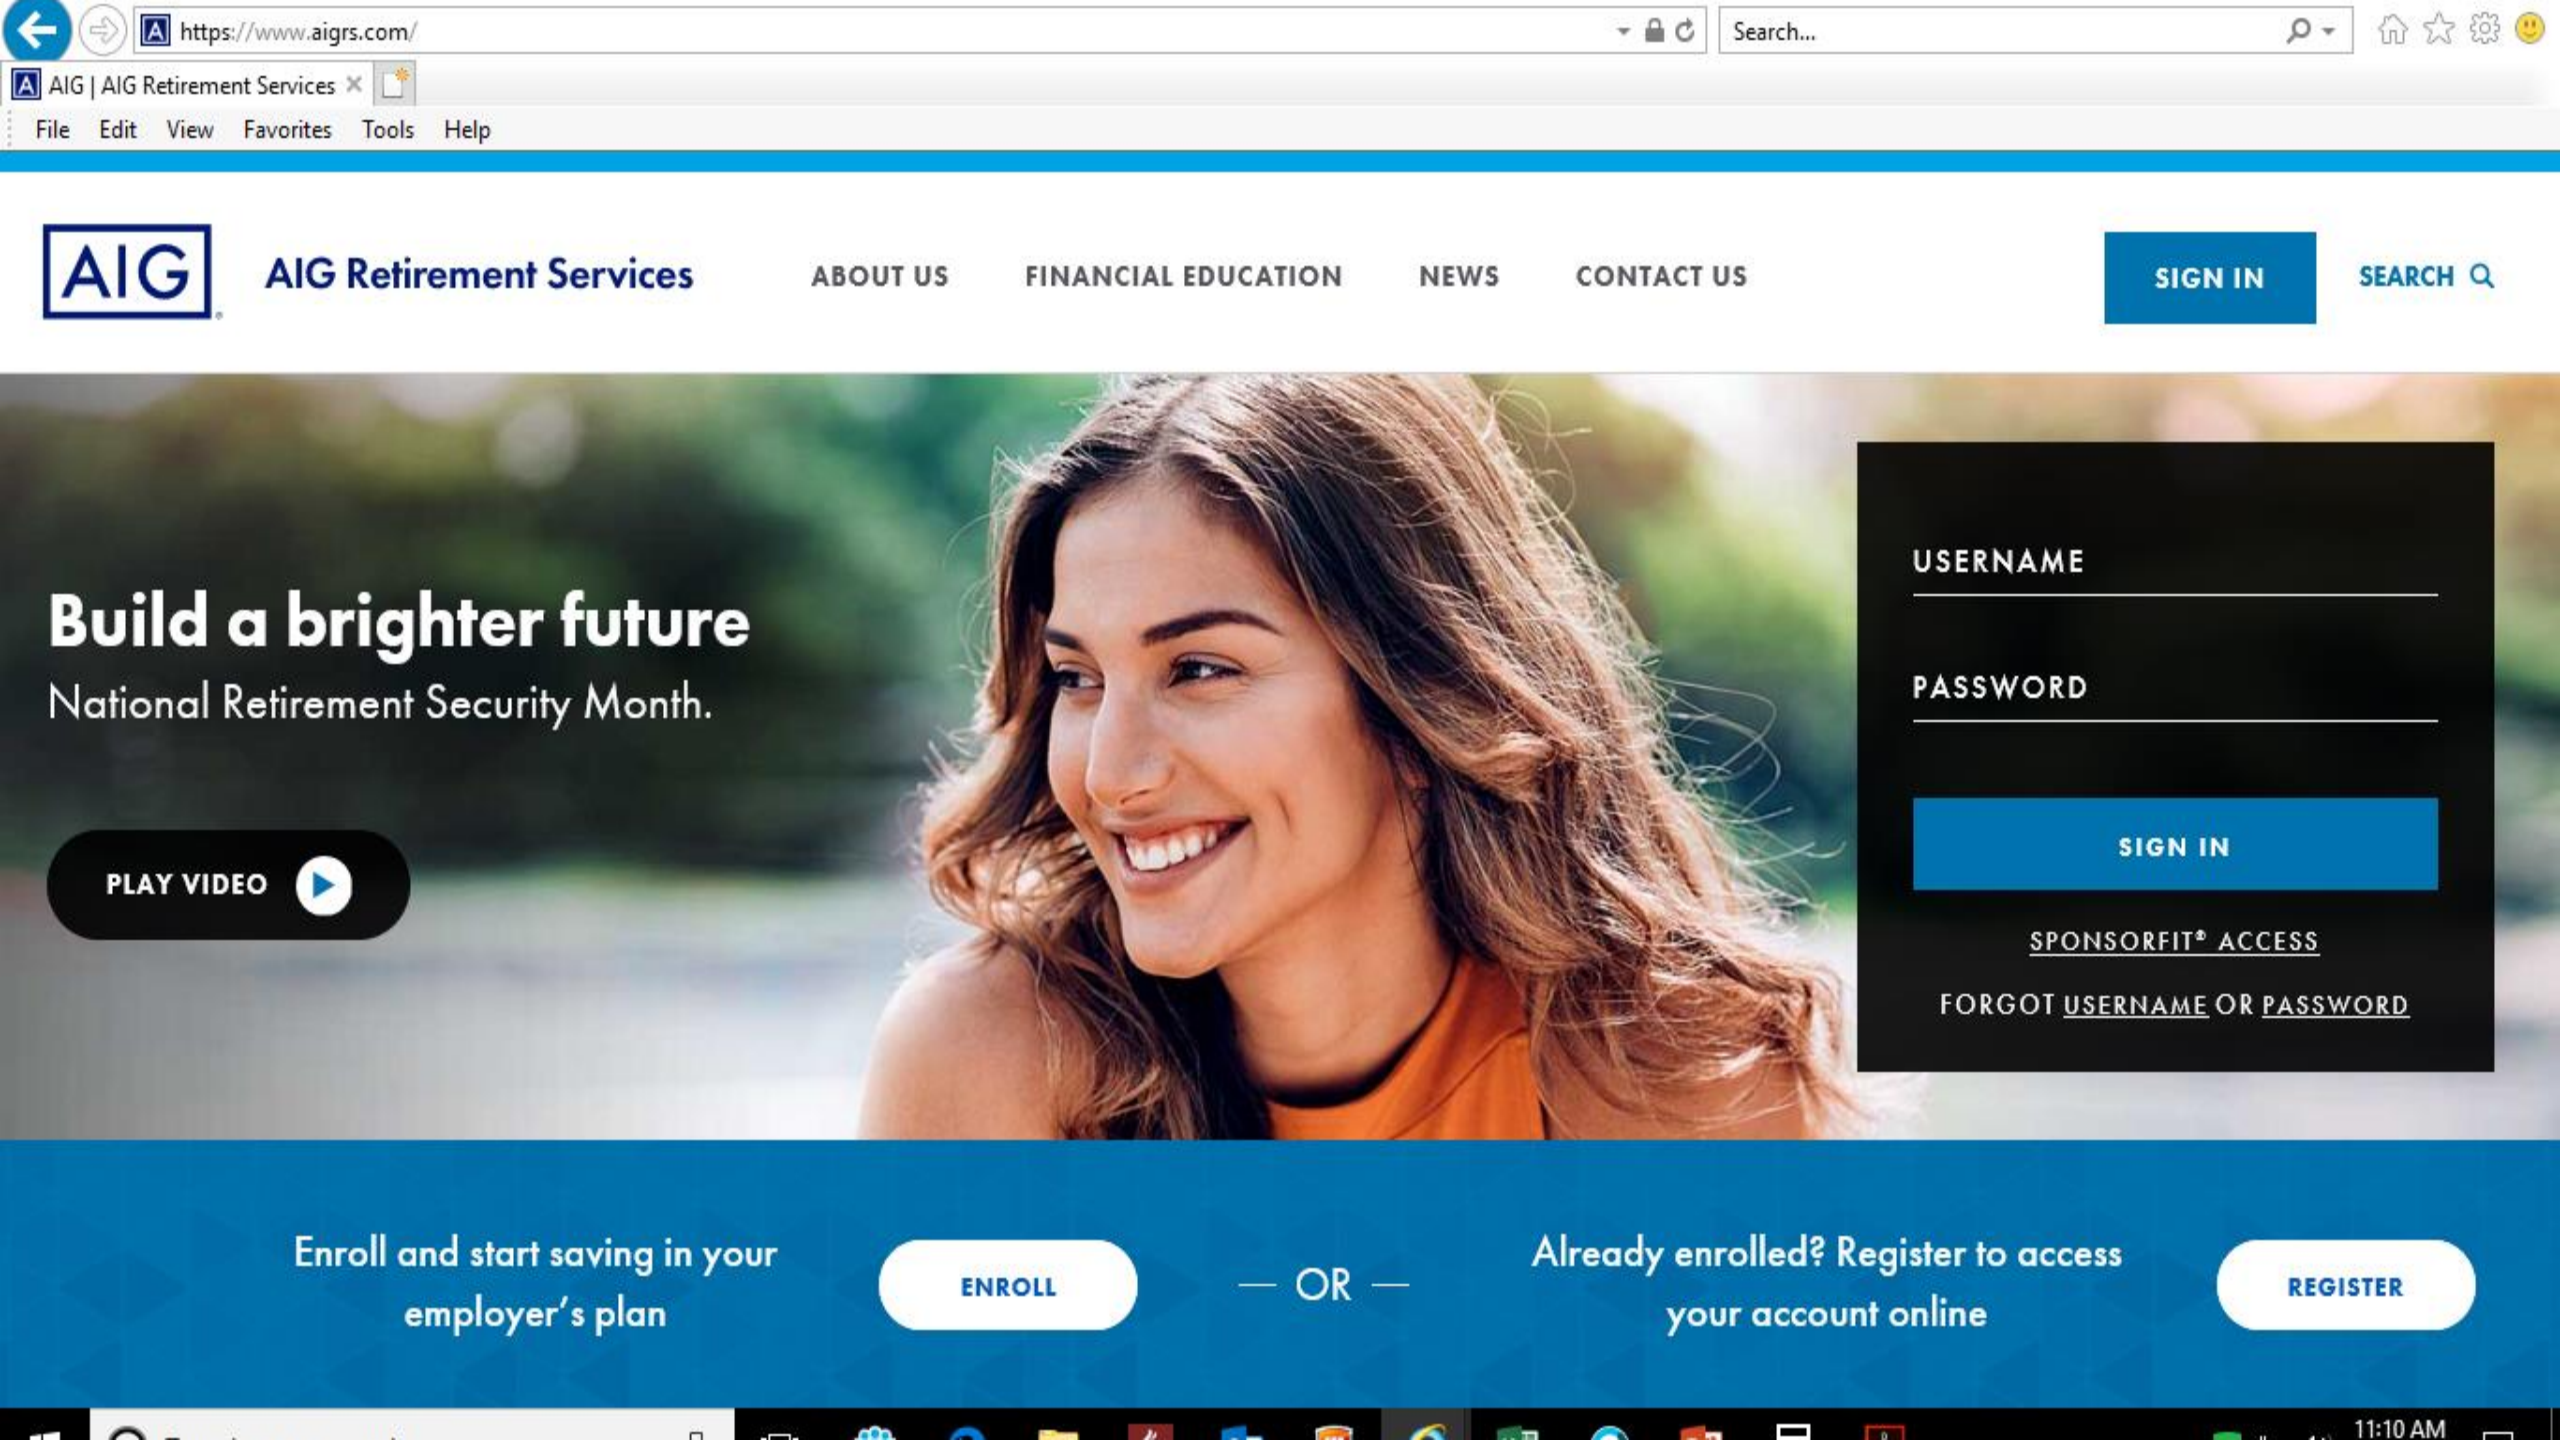 https://www.aigrs.com/
Search...
AIG | AIG Retirement Services
File Edit View Favorites Tools Help
AIG
AIG Retirement Services
ABOUT US
FINANCIAL EDUCATION
NEWS
CONTACT US
SIGN IN
SEARCH
Build a brighter future
National Retirement Security Month.
PLAY VIDEO
USERNAME
PASSWORD
SIGN IN
SPONSORFIT® ACCESS
FORGOT USERNAME OR PASSWORD
Enroll and start saving in your
employer's plan
ENROLL
— OR —
Already enrolled? Register to access
your account online
REGISTER
11:10 AM